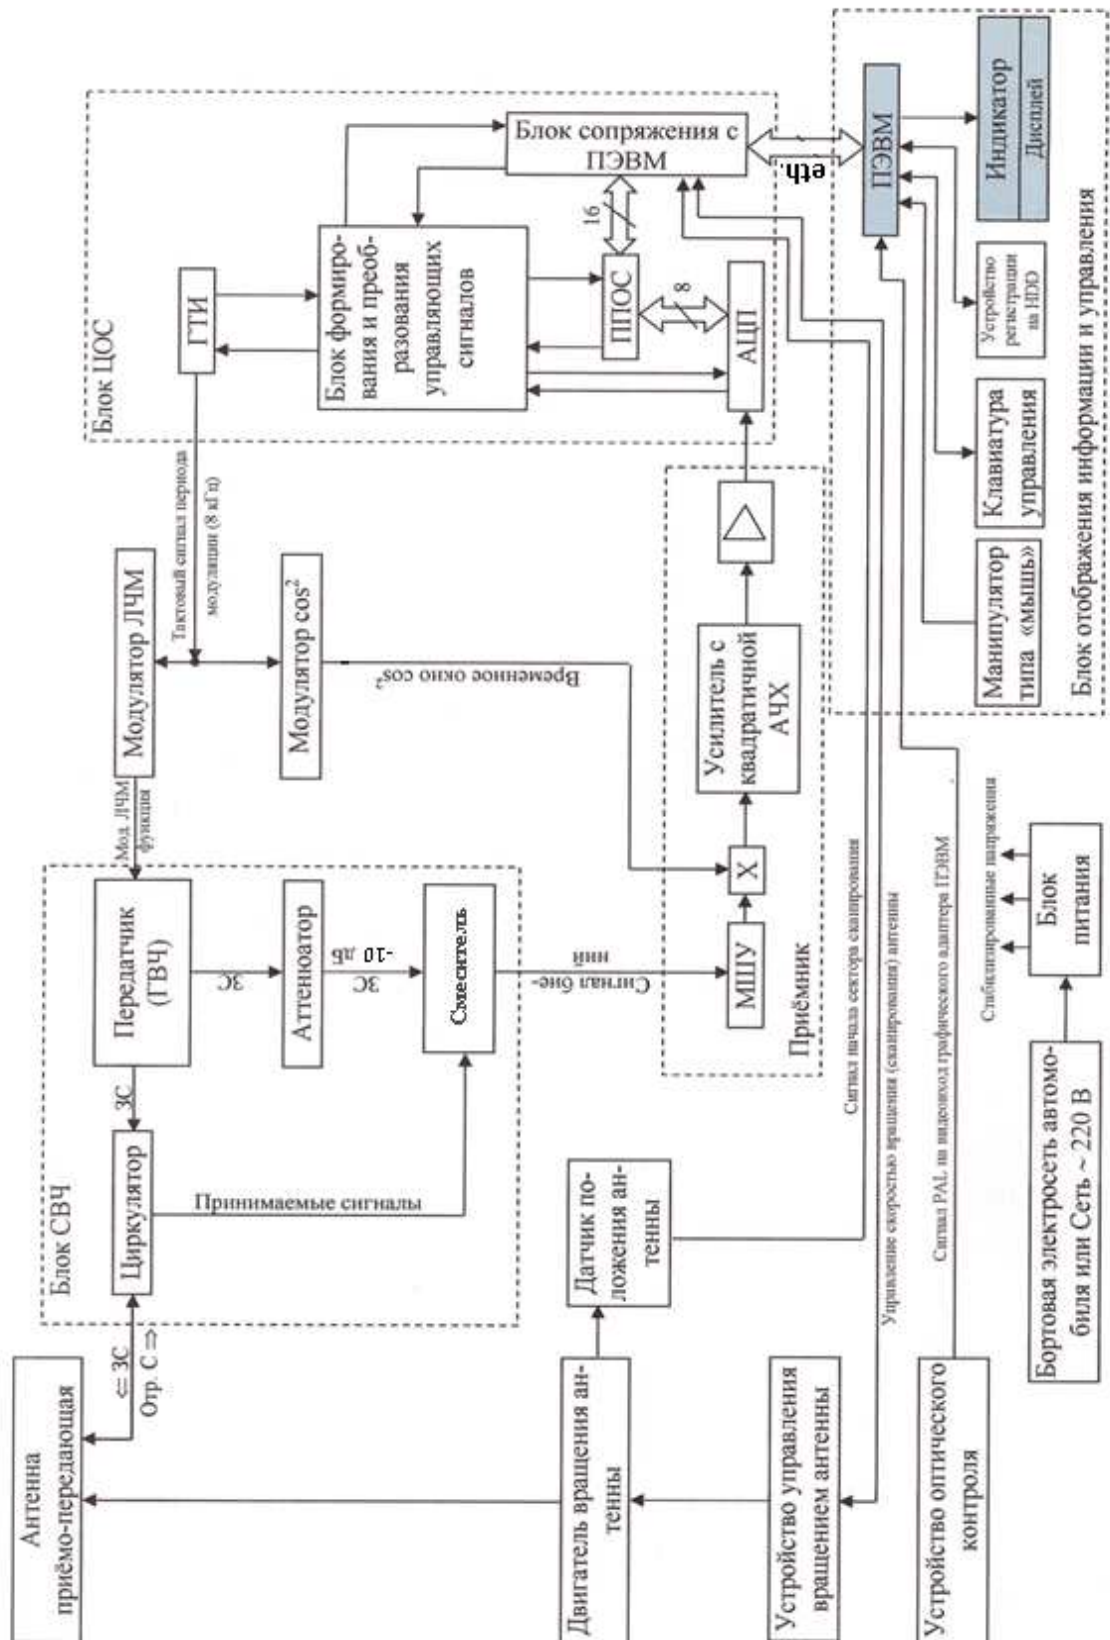 Антенна
приёмо-передающая
⇐ ЗС
Отр. С ⇒
Двигатель вращения ан-
тенны
Устройство управления
вращением антенны
Устройство оптического
контроля
Блок СВЧ
Циркулятор
ЗС
Передатчик
(ГВЧ)
ЗС
Аттенюатор
ЗС
-10 дБ
Смеситель
Принимаемые сигналы
Датчик по-
ложения ан-
тенны
Сигнал бие-
ний
Мод. ЛЧМ
функция
Модулятор ЛЧМ
Модулятор cos²
Временное окно cos²
Тактовый сигнал периода
модуляции (8 кГц)
Приёмник
МШУ
X
Усилитель с
квадратичной
АЧХ
Блок ЦОС
ГТИ
Блок формиро-
вания и преоб-
разования
управляющих
сигналов
ППОС
16
8
АЦП
Блок сопряжения с
ПЭВМ
eth.
Сигнал начала сектора сканирования
Управление скоростью вращения (сканирования) антенны
Сигнал PAL на видеовход графического адаптера ПЭВМ
Бортовая электросеть автомо-
биля или Сеть ~ 220 В
Блок
питания
Стабилизированные напряжения
ПЭВМ
Индикатор
Дисплей
Устройство
регистрации
на HDD
Клавиатура
управления
Манипулятор
типа «мышь»
Блок отображения информации и управления